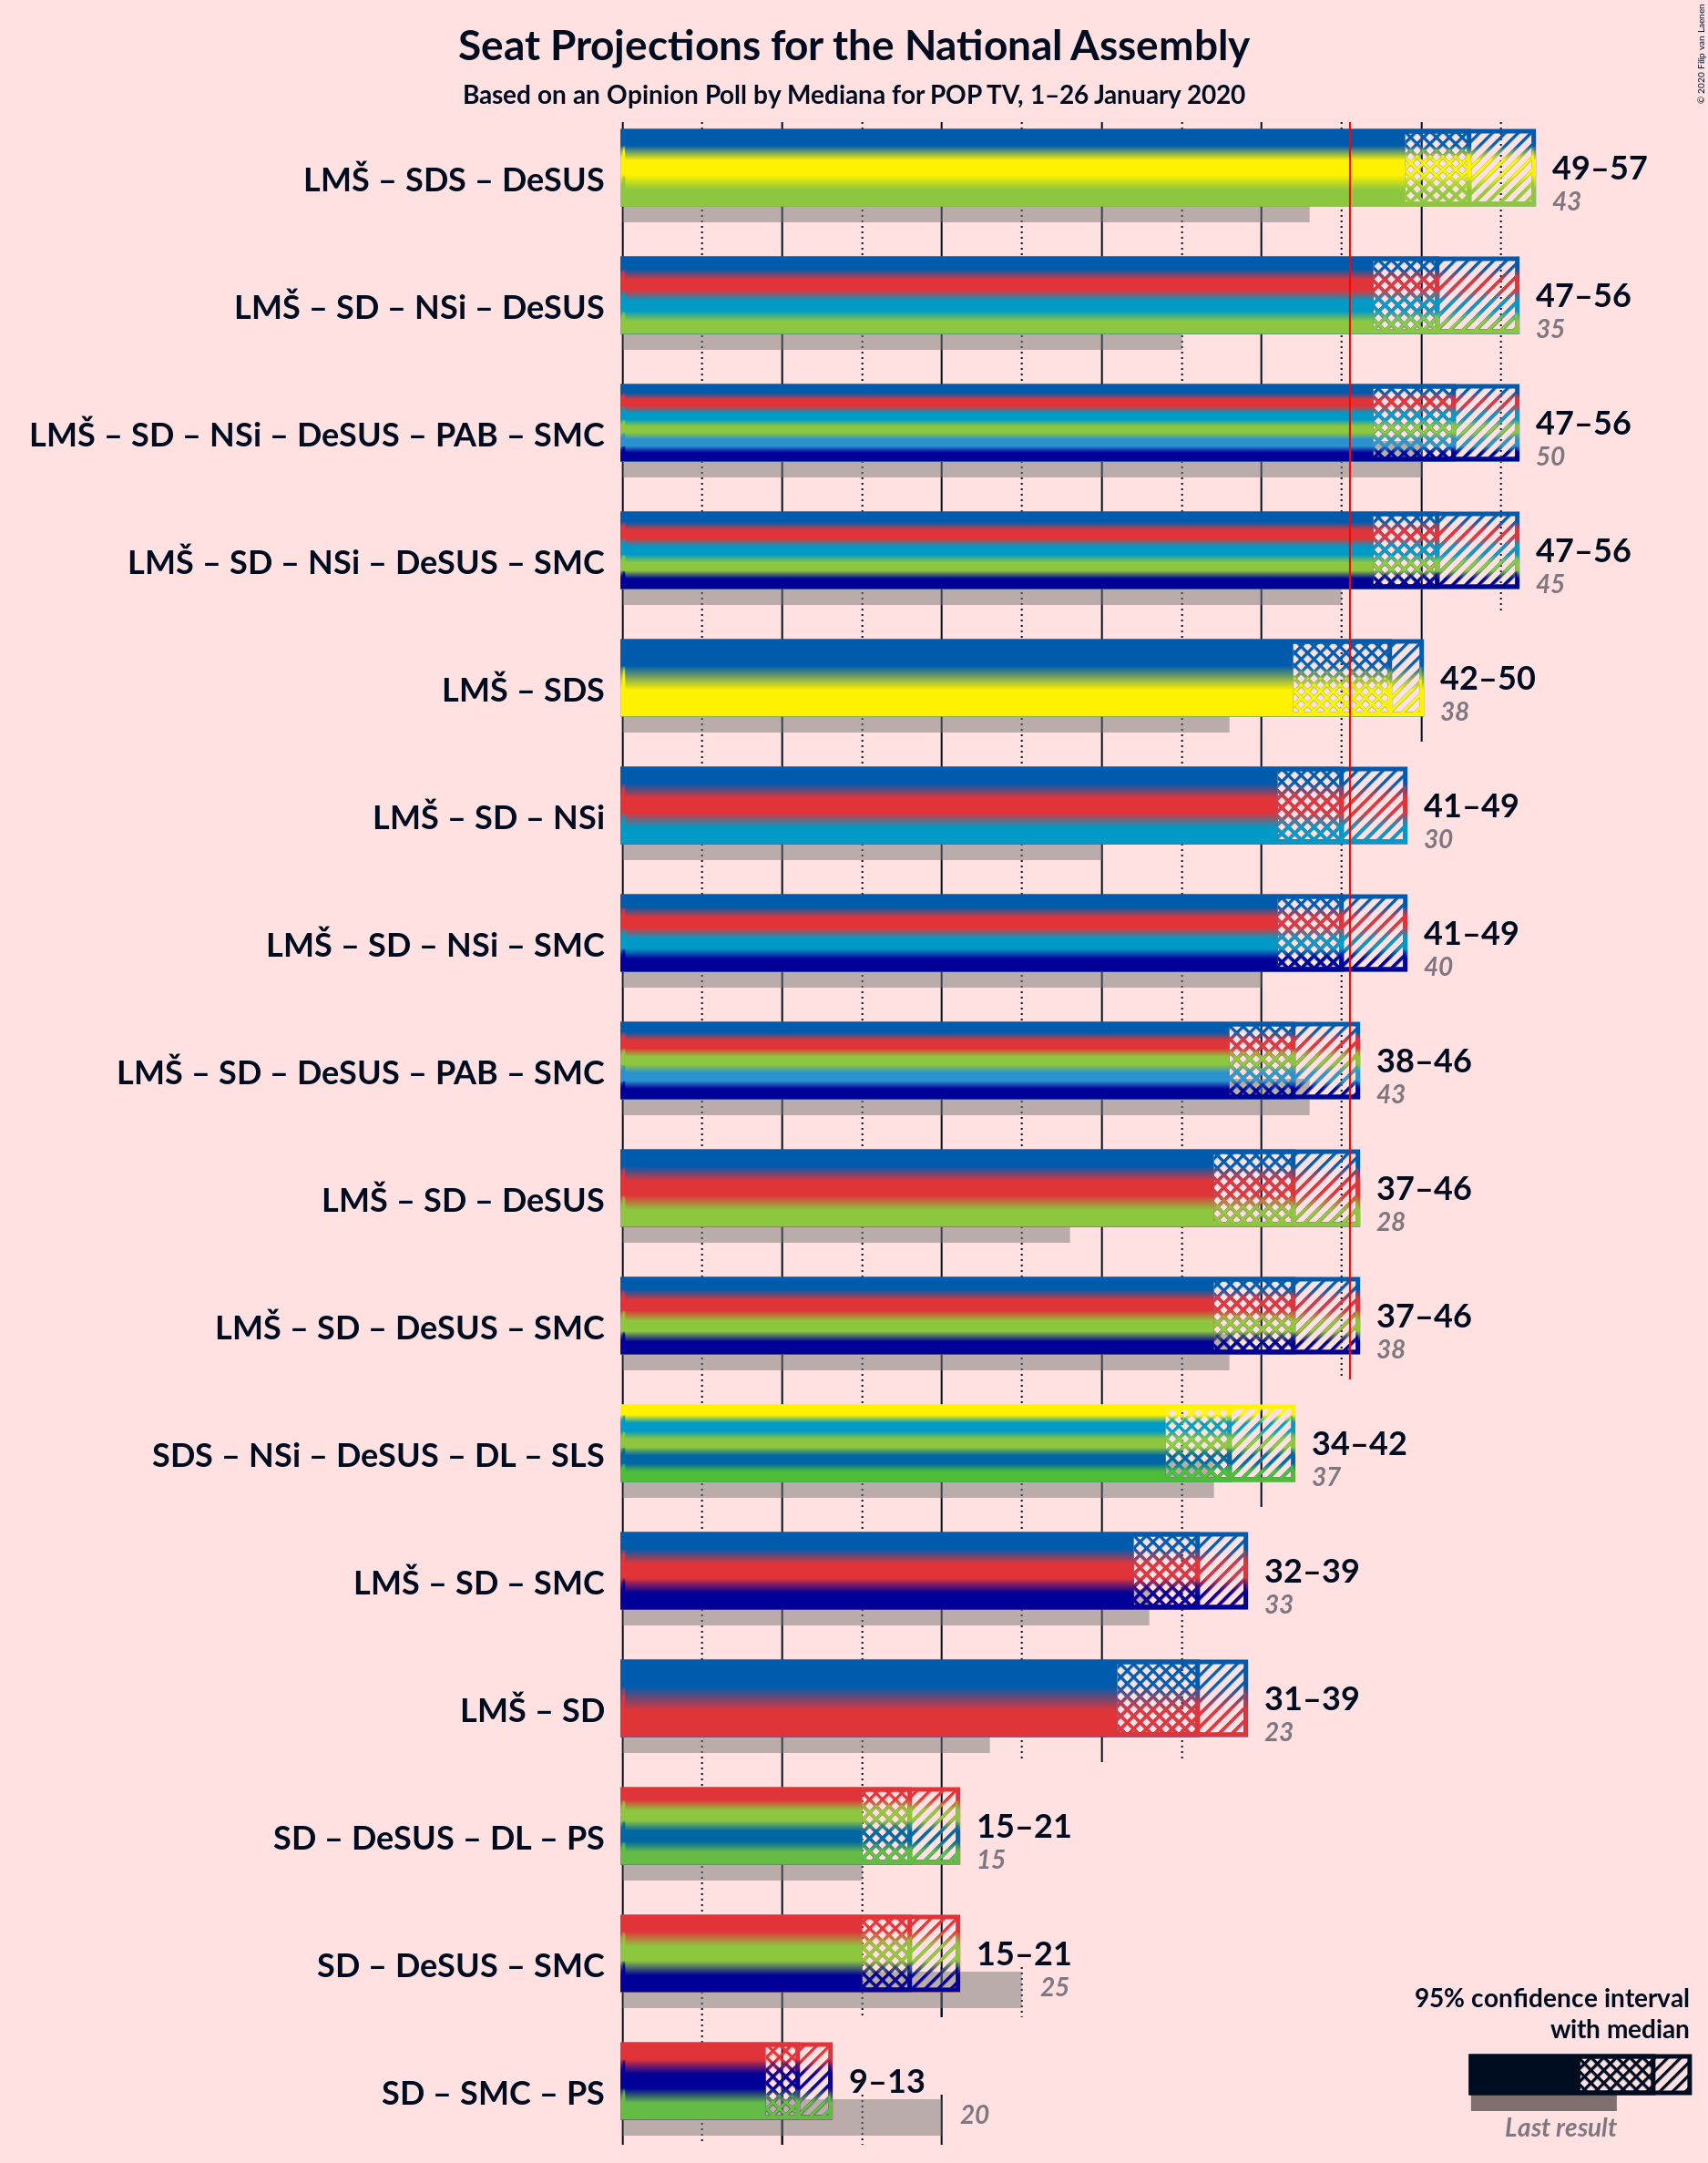 Seat Projections for the National Assembly
Based on an Opinion Poll by Mediana for POP TV, 1–26 January 2020
© 2020 Filip van Laenen
LMŠ – SDS – DeSUS
49–57
43
LMŠ – SD – NSi – DeSUS
47–56
35
LMŠ – SD – NSi – DeSUS – PAB – SMC
47–56
50
LMŠ – SD – NSi – DeSUS – SMC
47–56
45
LMŠ – SDS
42–50
38
LMŠ – SD – NSi
41–49
30
LMŠ – SD – NSi – SMC
41–49
40
LMŠ – SD – DeSUS – PAB – SMC
38–46
43
LMŠ – SD – DeSUS
37–46
28
LMŠ – SD – DeSUS – SMC
37–46
38
SDS – NSi – DeSUS – DL – SLS
34–42
37
LMŠ – SD – SMC
32–39
33
LMŠ – SD
31–39
23
SD – DeSUS – DL – PS
15–21
15
SD – DeSUS – SMC
15–21
25
SD – SMC – PS
9–13
20
95% confidence interval
with median
Last result